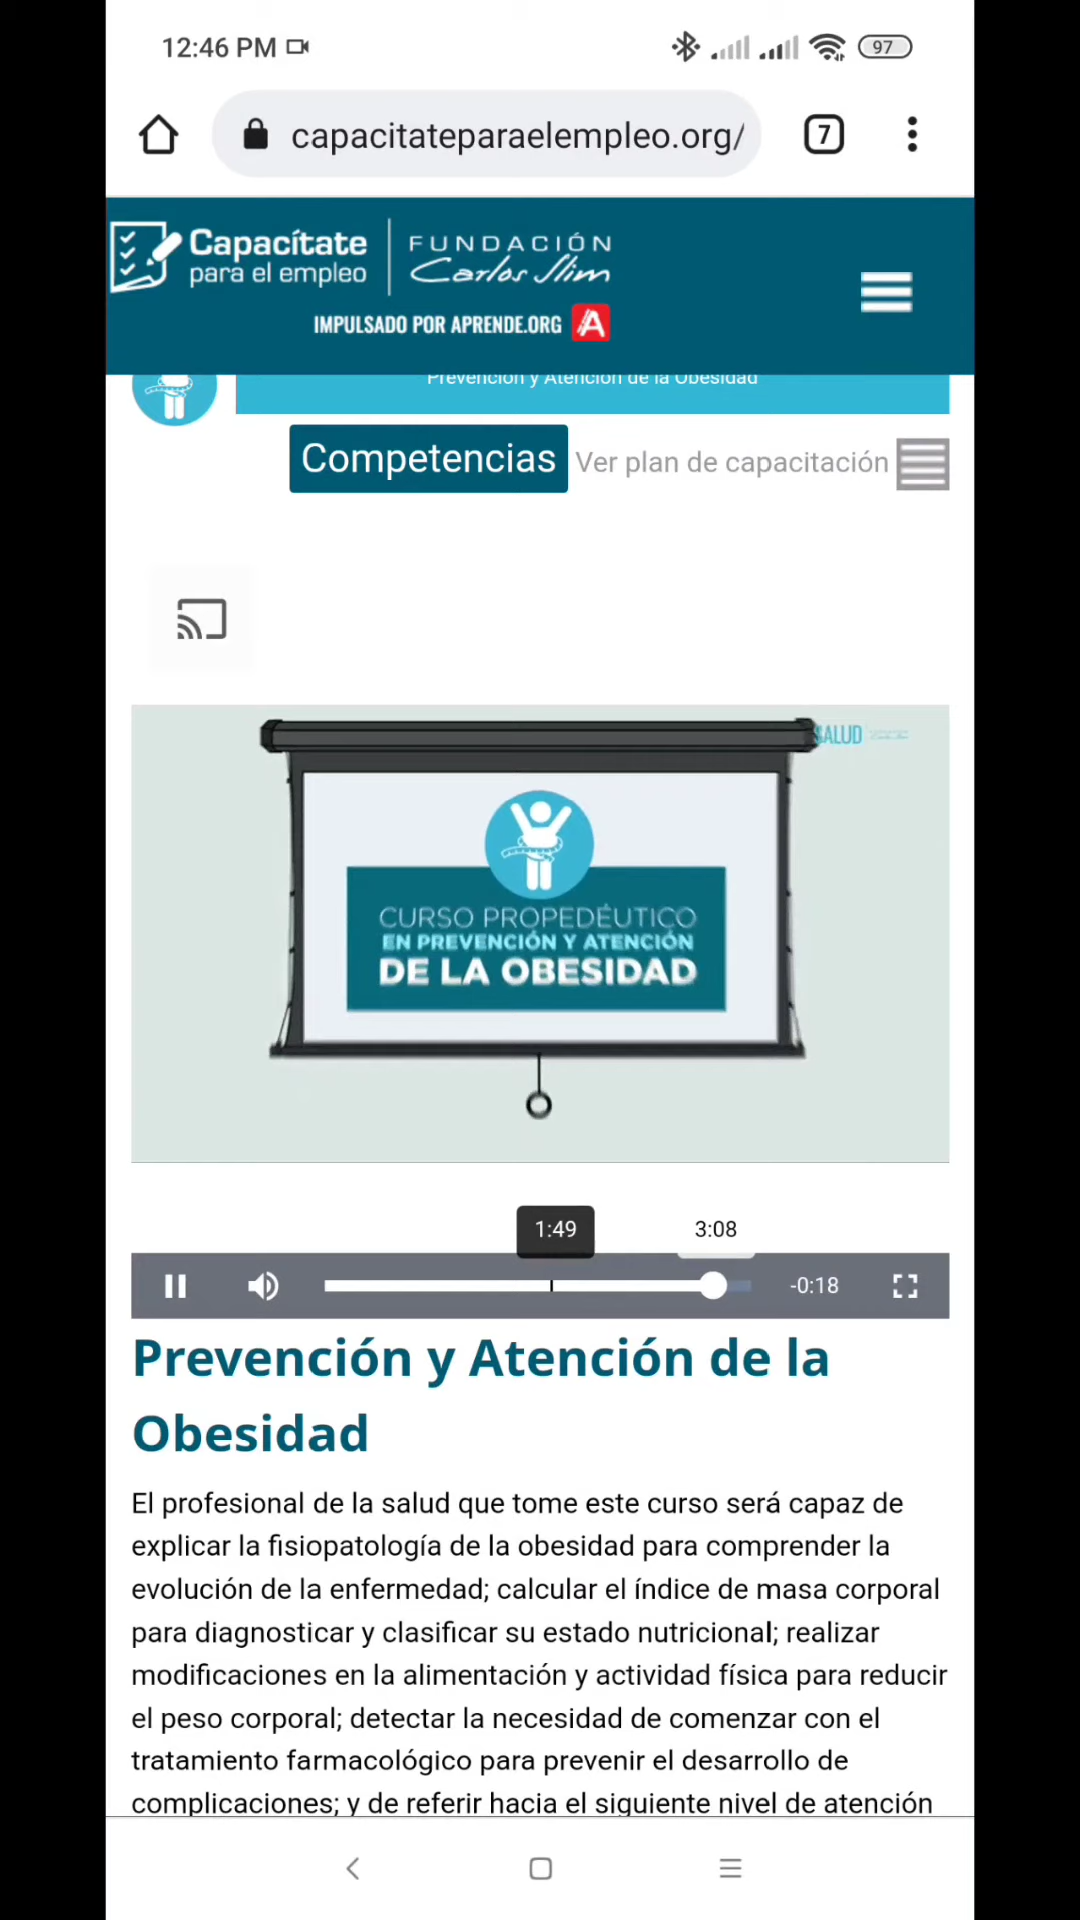 12:46 PM
97
capacitateparaelempleo.org/
7
Capacítate
para el empleo
FUNDACIÓN
Carlos Slim
IMPULSADO POR APRENDE.ORG A
Prevención y Atención de la Obesidad
Competencias
Ver plan de capacitación
SALUD
CURSO PROPEDÉUTICO
EN PREVENCIÓN Y ATENCIÓN
DE LA OBESIDAD
1:49
3:08
-0:18
Prevención y Atención de la
Obesidad
El profesional de la salud que tome este curso será capaz de
explicar la fisiopatología de la obesidad para comprender la
evolución de la enfermedad; calcular el índice de masa corporal
para diagnosticar y clasificar su estado nutricional; realizar
modificaciones en la alimentación y actividad física para reducir
el peso corporal; detectar la necesidad de comenzar con el
tratamiento farmacológico para prevenir el desarrollo de
complicaciones; y de referir hacia el siguiente nivel de atención